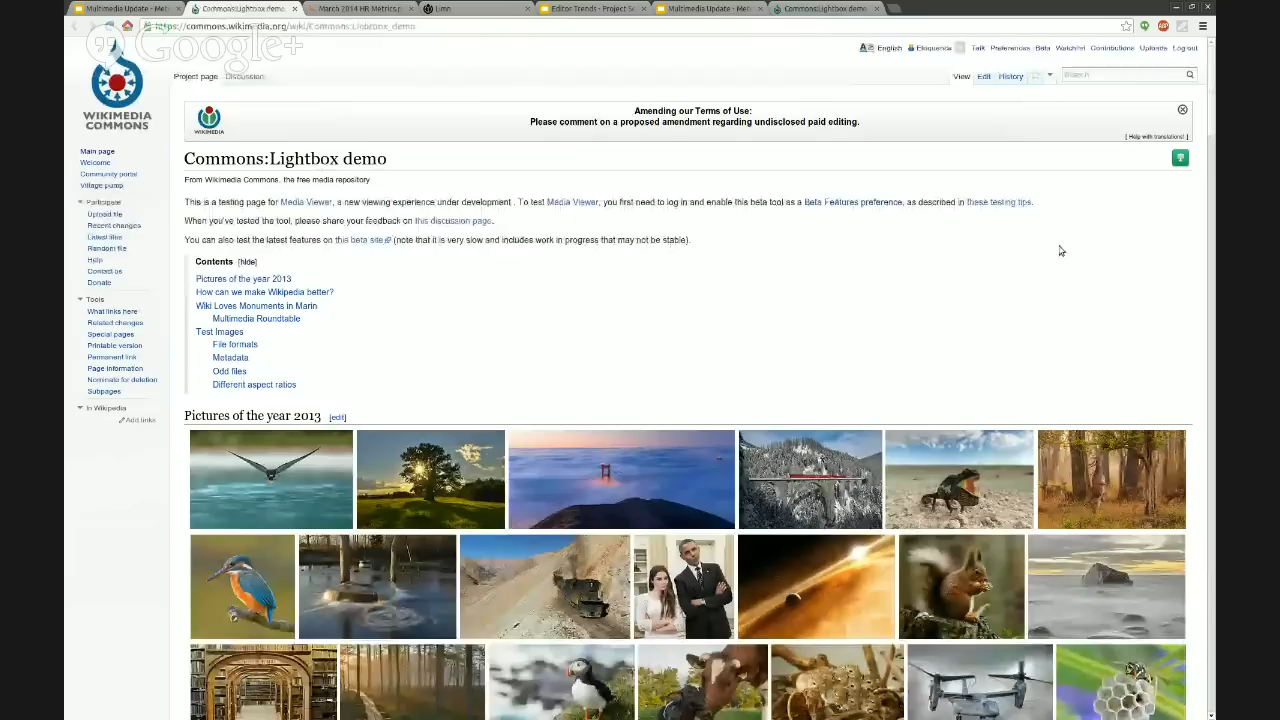 Multimedia Update - Met
Commons:Lightbox demo
March 2014 HR Metrics p
Limn
Editor Trends - Project Se
Multimedia Update - Met
Commons:Lightbox demo
https://commons.wikimedia.org/wiki/Commons:Lightbox_demo
Google+
English
Eloquence
Talk
Preferences
Beta
Watchlist
Contributions
Uploads
Logout
Project page
Discussion
View
Edit
History
Search
WIKIMEDIA
COMMONS
WIKIMEDIA
Amending our Terms of Use:
Please comment on a proposed amendment regarding undisclosed paid editing.
[ Help with translations! ]
Main page
Welcome
Community portal
Village pump
Participate
Upload file
Recent changes
Latest files
Random file
Help
Contact us
Donate
Tools
What links here
Related changes
Special pages
Printable version
Permanent link
Page information
Nominate for deletion
Subpages
In Wikipedia
Add links
Commons:Lightbox demo
From Wikimedia Commons, the free media repository
This is a testing page for Media Viewer, a new viewing experience under development . To test Media Viewer, you first need to log in and enable this beta tool as a Beta Features preference, as described in these testing tips.
When you've tested the tool, please share your feedback on this discussion page.
You can also test the latest features on this beta site (note that it is very slow and includes work in progress that may not be stable).
Contents [hide]
Pictures of the year 2013
How can we make Wikipedia better?
Wiki Loves Monuments in Marin
Multimedia Roundtable
Test Images
File formats
Metadata
Odd files
Different aspect ratios
Pictures of the year 2013 [edit]